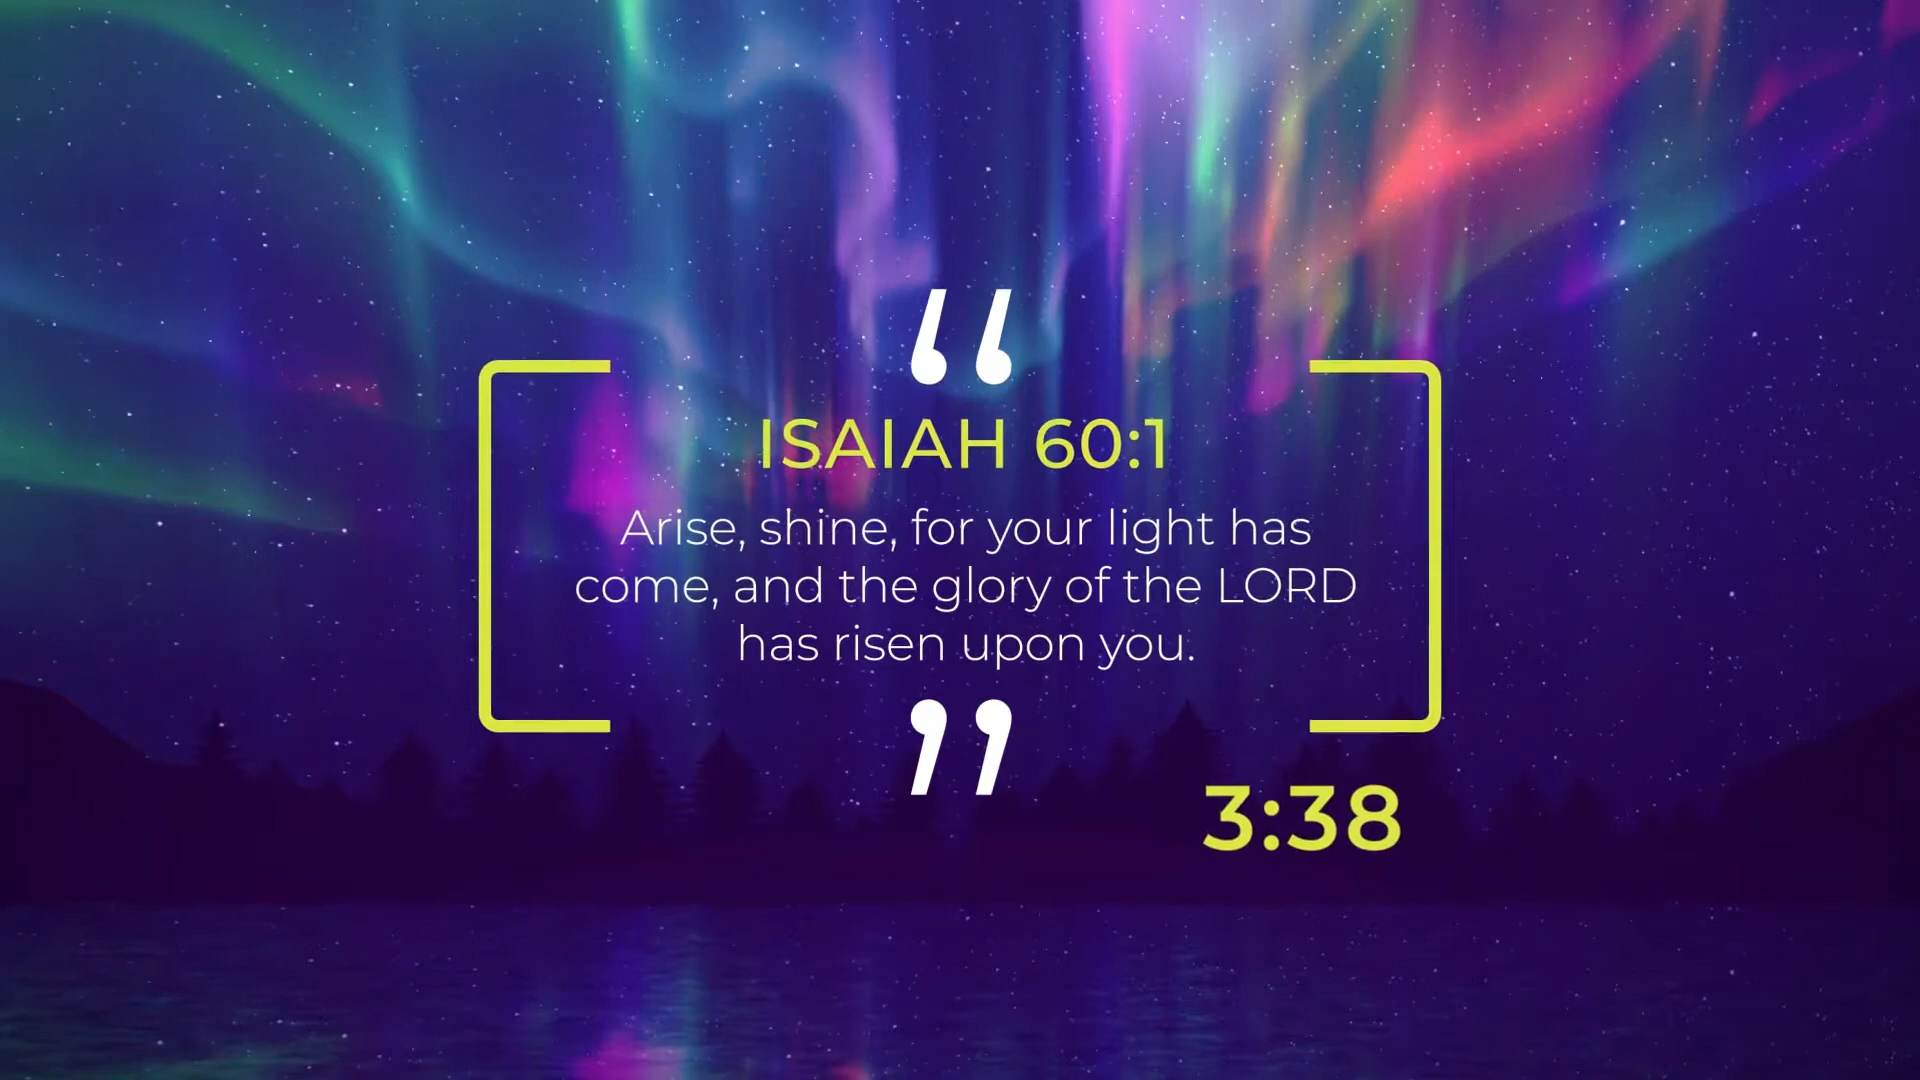 “
ISAIAH 60:1
Arise, shine, for your light has
come, and the glory of the LORD
has risen upon you.
”
3:38